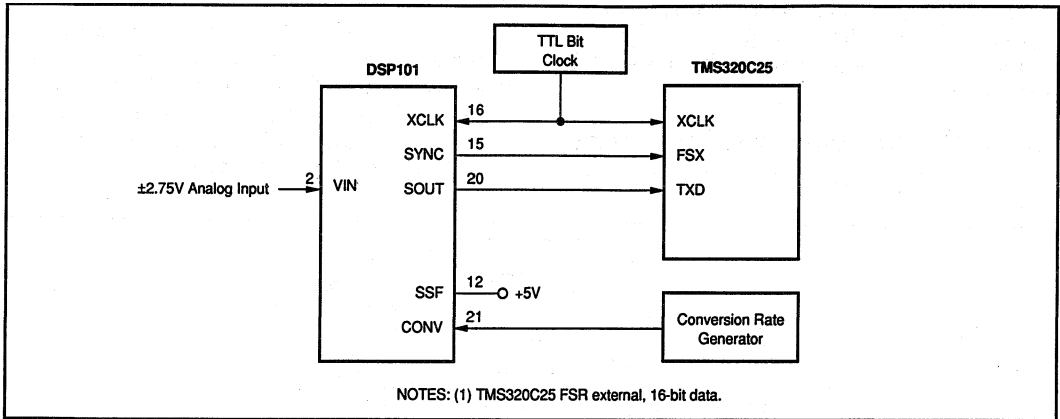 TTL Bit
Clock
DSP101
TMS320C25
XCLK
16
XCLK
SYNC
15
FSX
±2.75V Analog Input
2
VIN
SOUT
20
TXD
SSF
12
+5V
CONV
21
Conversion Rate
Generator
NOTES: (1) TMS320C25 FSR external, 16-bit data.